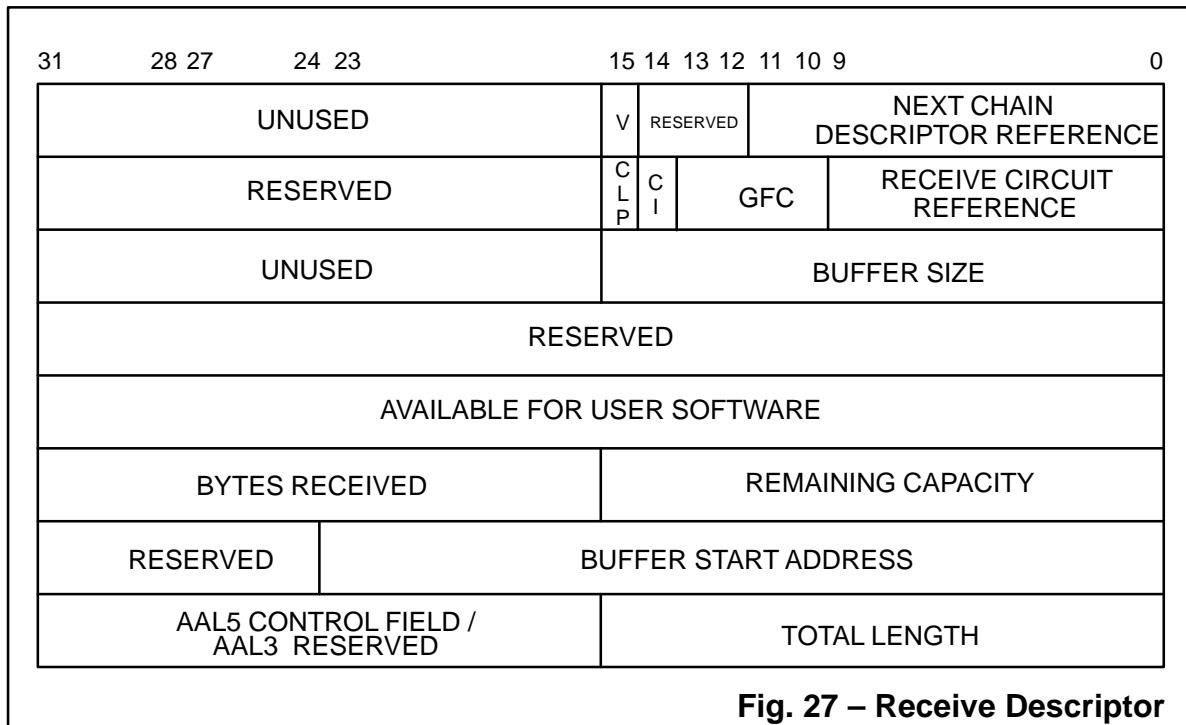 31 28 27 24 23 15 14 13 12 11 10 9 0
UNUSED V RESERVED NEXT CHAIN
DESCRIPTOR REFERENCE
RESERVED CLP CI GFC RECEIVE CIRCUIT
REFERENCE
UNUSED BUFFER SIZE
RESERVED
AVAILABLE FOR USER SOFTWARE
BYTES RECEIVED REMAINING CAPACITY
RESERVED BUFFER START ADDRESS
AAL5 CONTROL FIELD /
AAL3 RESERVED
TOTAL LENGTH
Fig. 27 – Receive Descriptor